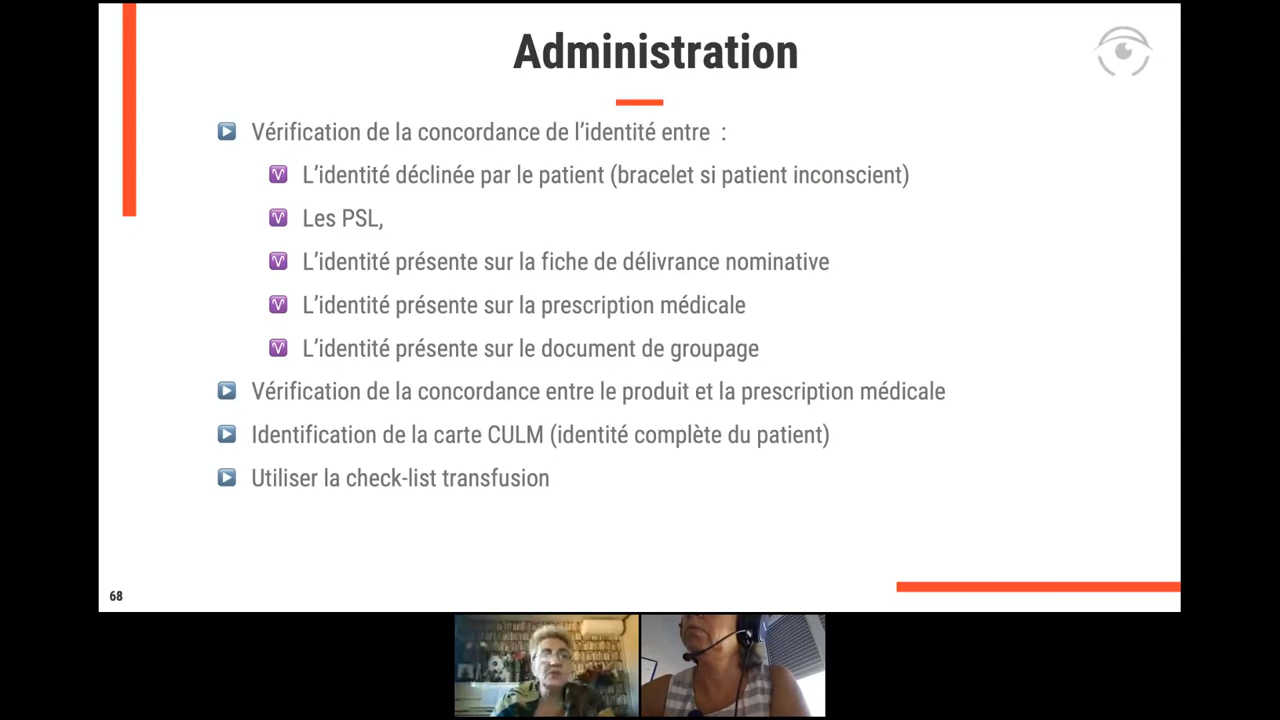 Administration
Vérification de la concordance de l’identité entre :
L’identité déclinée par le patient (bracelet si patient inconscient)
Les PSL,
L’identité présente sur la fiche de délivrance nominative
L’identité présente sur la prescription médicale
L’identité présente sur le document de groupage
Vérification de la concordance entre le produit et la prescription médicale
Identification de la carte CULM (identité complète du patient)
Utiliser la check-list transfusion
68